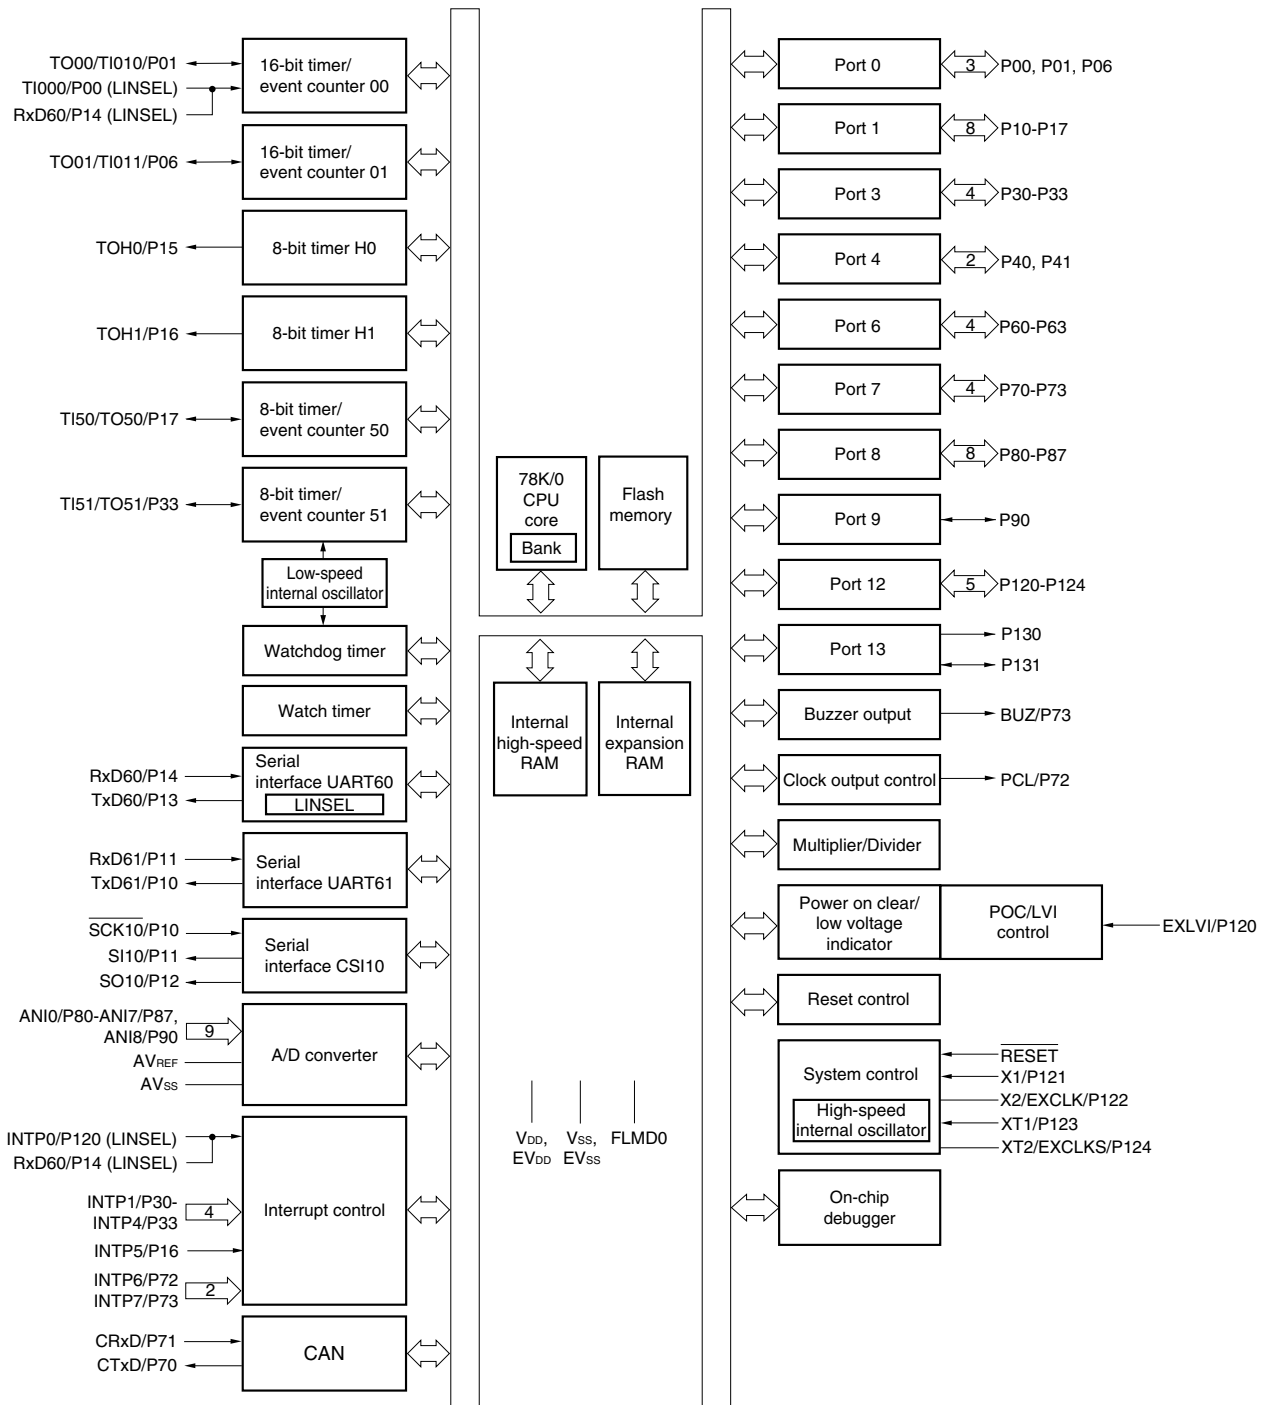 TO00/TI010/P01
TI000/P00 (LINSEL)
RxD60/P14 (LINSEL)
16-bit timer/
event counter 00
TO01/TI011/P06
16-bit timer/
event counter 01
TOH0/P15
8-bit timer H0
TOH1/P16
8-bit timer H1
TI50/TO50/P17
8-bit timer/
event counter 50
TI51/TO51/P33
8-bit timer/
event counter 51
Low-speed
internal oscillator
Watchdog timer
Watch timer
RxD60/P14
TxD60/P13
Serial
interface UART60
LINSEL
RxD61/P11
TxD61/P10
Serial
interface UART61
SCK10/P10
SI10/P11
SO10/P12
Serial
interface CSI10
ANI0/P80-ANI7/P87,
ANI8/P90
9
AVREF
AVSS
A/D converter
INTP0/P120 (LINSEL)
RxD60/P14 (LINSEL)
INTP1/P30-
INTP4/P33
4
INTP5/P16
INTP6/P72
INTP7/P73
2
Interrupt control
CRxD/P71
CTxD/P70
CAN
78K/0
CPU
core
Bank
Flash
memory
Internal
high-speed
RAM
Internal
expansion
RAM
VDD,
EVDD
VSS,
EVSS
FLMD0
Port 0
3
P00, P01, P06
Port 1
8
P10-P17
Port 3
4
P30-P33
Port 4
2
P40, P41
Port 6
4
P60-P63
Port 7
4
P70-P73
Port 8
8
P80-P87
Port 9
P90
Port 12
5
P120-P124
Port 13
P130
P131
Buzzer output
BUZ/P73
Clock output control
PCL/P72
Multiplier/Divider
Power on clear/
low voltage
indicator
POC/LVI
control
EXLVI/P120
Reset control
System control
High-speed
internal oscillator
RESET
X1/P121
X2/EXCLK/P122
XT1/P123
XT2/EXCLKS/P124
On-chip
debugger